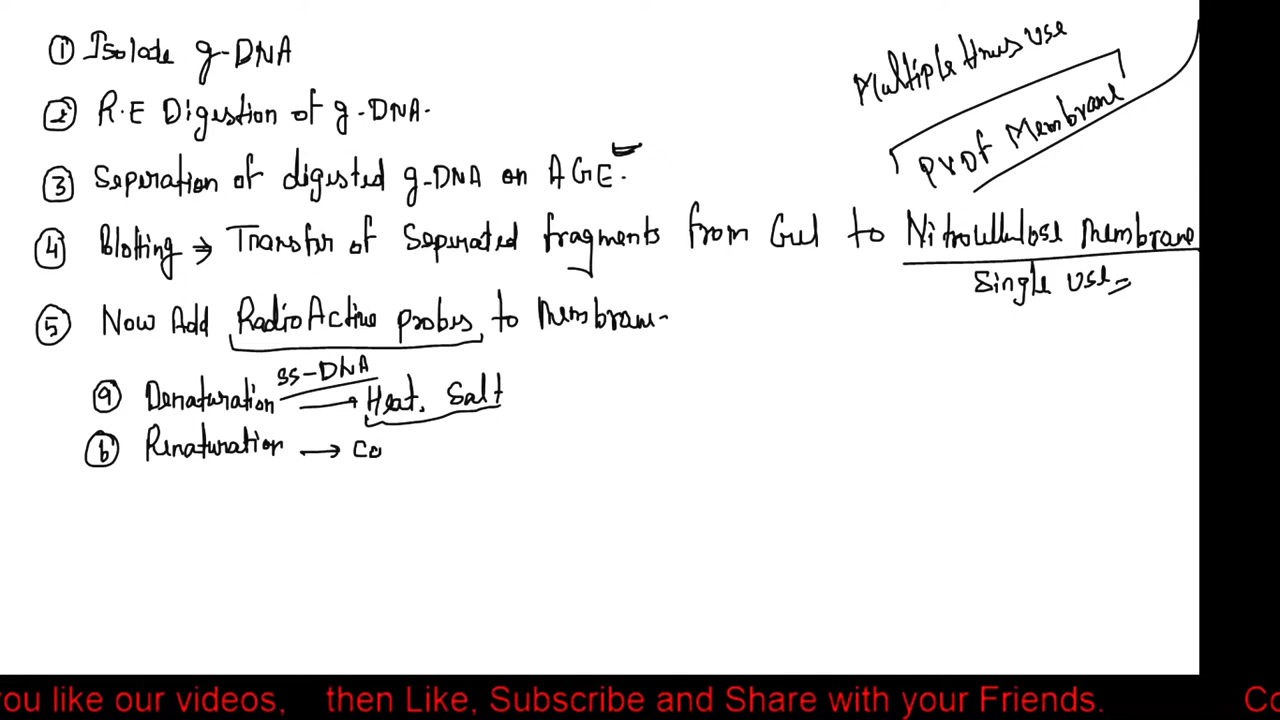 ① Isolate g-DNA
② R.E Digestion of g-DNA.
③ Seperation of digested g-DNA on AGE.
④ Blotting → Transfer of Seperated fragments from Gel to Nitrocellulose Membrane
Multiple times use
PVDF Membrane
Single use
⑤ Now Add RadioActive probes to Membrane.
ss-DNA
ⓐ Denaturation → Heat, Salt
ⓑ Renaturation → Co
you like our videos, then Like, Subscribe and Share with your Friends. Co